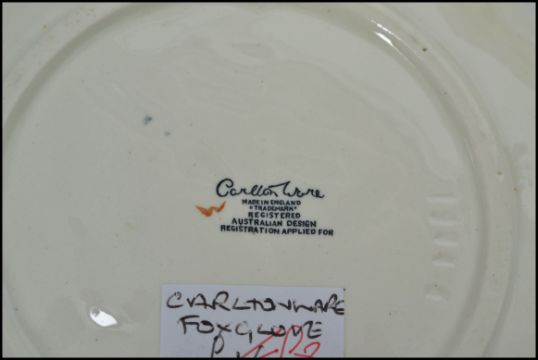 Carlton Ware
MADE IN ENGLAND
"TRADEMARK"
REGISTERED
AUSTRALIAN DESIGN
REGISTRATION APPLIED FOR
CARLTONWARE
FOXGLOVE